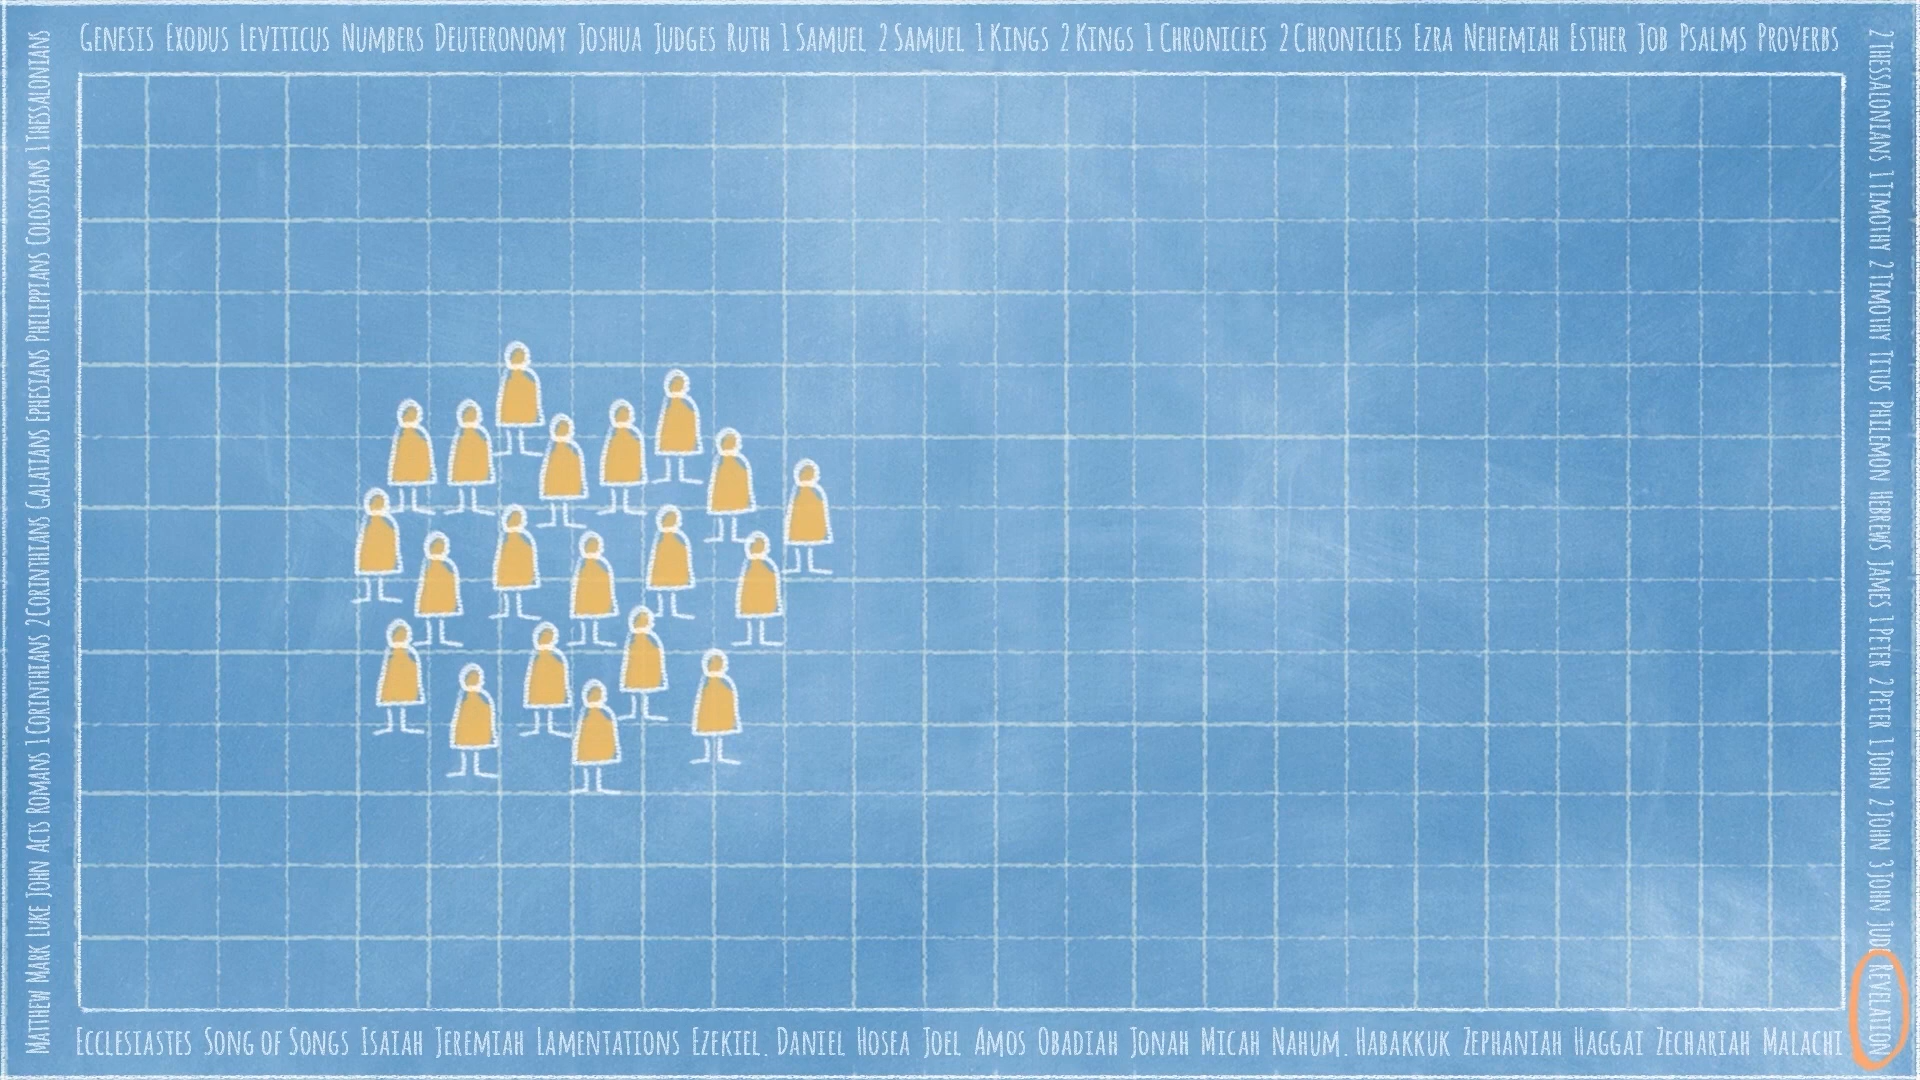 Genesis Exodus Leviticus Numbers Deuteronomy Joshua Judges Ruth 1 Samuel 2 Samuel 1 Kings 2 Kings 1 Chronicles 2 Chronicles Ezra Nehemiah Esther Job Psalms Proverbs
Ecclesiastes Song of Songs Isaiah Jeremiah Lamentations Ezekiel. Daniel Hosea Joel Amos Obadiah Jonah Micah Nahum. Habakkuk Zephaniah Haggai Zechariah Malachi
Matthew Mark Luke John Acts Romans 1 Corinthians 2 Corinthians Galatians Ephesians Philippians Colossians 1 Thessalonians
2 Thessalonians 1 Timothy 2 Timothy Titus Philemon Hebrews James 1 Peter 2 Peter 1 John 2 John 3 John Jude Revelation